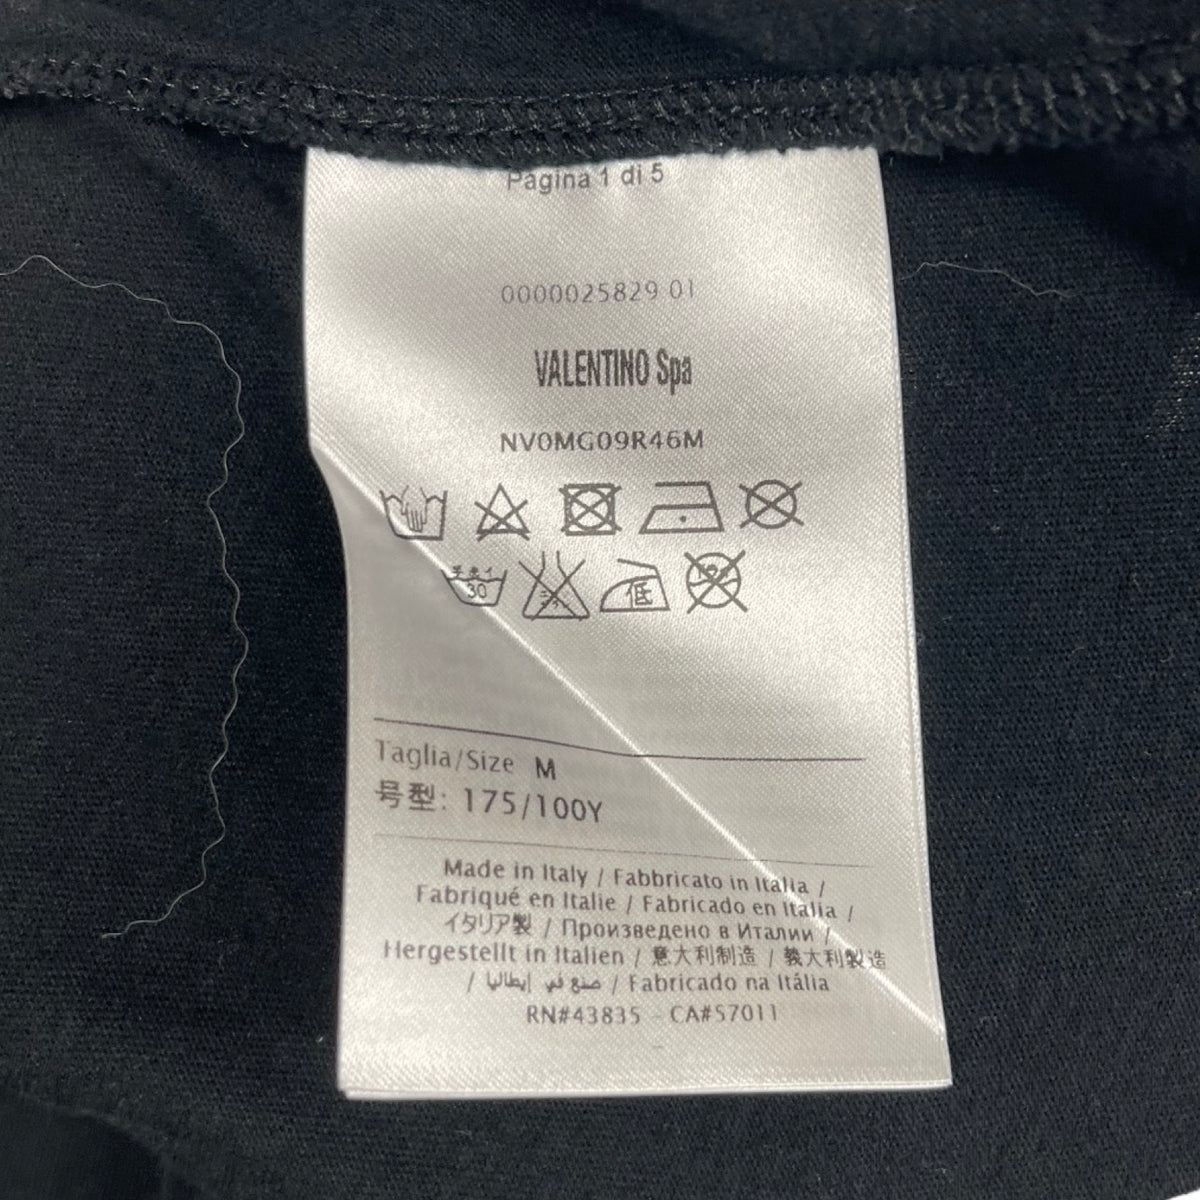 Pagina 1 di 5
0000025829 01
VALENTINO Spa
NV0MG09R46M
30
低
Taglia/Size M
号型: 175/100Y
Made in Italy / Fabbricato in Italia /
Fabriqué en Italie / Fabricado en Italia /
イタリア製 / Произведено в Италии /
Hergestellt in Italien / 意大利制造 / 義大利製造
/ صنع في إيطاليا / Fabricado na Itália
RN#43835 - CA#57011